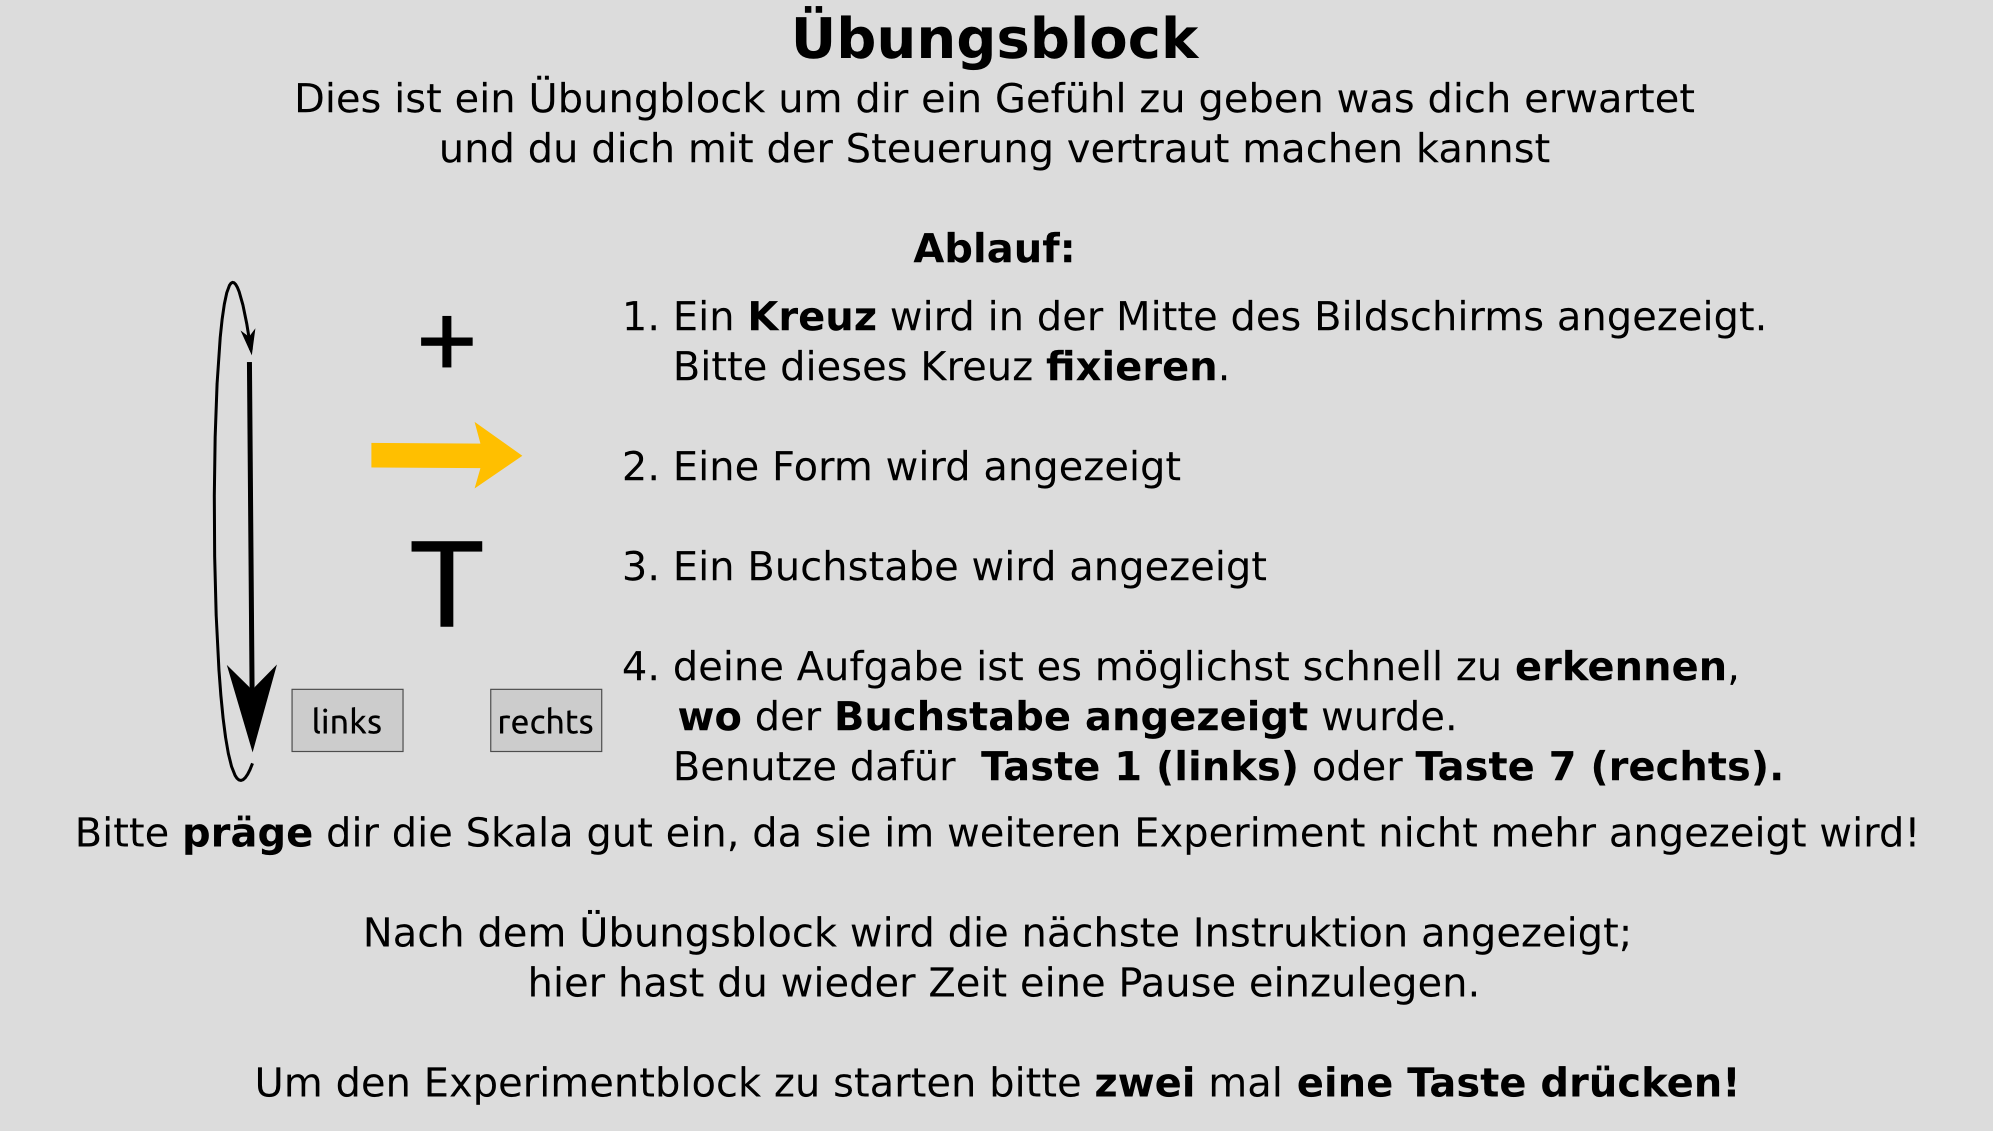 Übungsblock
Dies ist ein Übungblock um dir ein Gefühl zu geben was dich erwartet
und du dich mit der Steuerung vertraut machen kannst
Ablauf:
+
1. Ein Kreuz wird in der Mitte des Bildschirms angezeigt.
Bitte dieses Kreuz fixieren.
2. Eine Form wird angezeigt
T
3. Ein Buchstabe wird angezeigt
4. deine Aufgabe ist es möglichst schnell zu erkennen,
wo der Buchstabe angezeigt wurde.
Benutze dafür Taste 1 (links) oder Taste 7 (rechts).
links
rechts
Bitte präge dir die Skala gut ein, da sie im weiteren Experiment nicht mehr angezeigt wird!
Nach dem Übungsblock wird die nächste Instruktion angezeigt;
hier hast du wieder Zeit eine Pause einzulegen.
Um den Experimentblock zu starten bitte zwei mal eine Taste drücken!